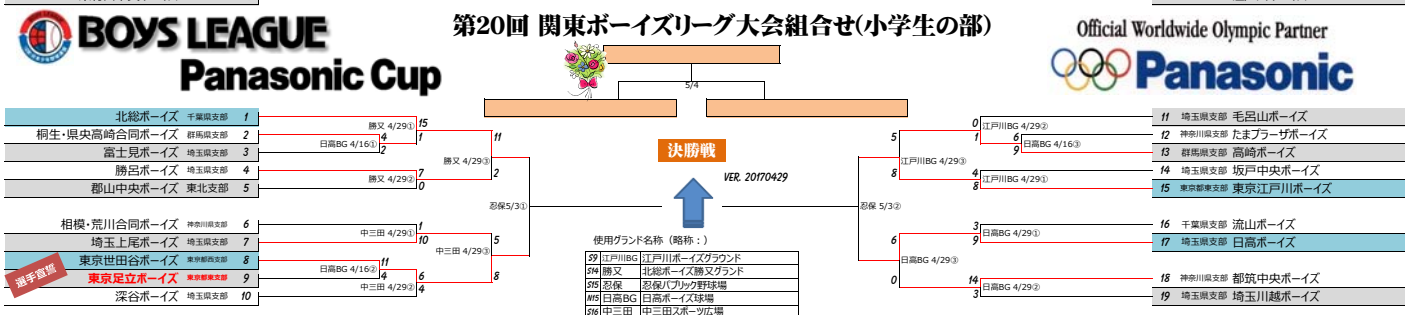 BOYS LEAGUE
Panasonic Cup
第20回 関東ボーイズリーグ大会組合せ(小学生の部)
Official Worldwide Olympic Partner
Panasonic
5/4
決勝戦
VER. 20170429
北総ボーイズ 千葉県支部 1
桐生・県央高崎合同ボーイズ 群馬県支部 2
富士見ボーイズ 埼玉県支部 3
勝呂ボーイズ 埼玉県支部 4
郡山中央ボーイズ 東北支部 5
相模・荒川合同ボーイズ 神奈川県支部 6
埼玉上尾ボーイズ 埼玉県支部 7
東京世田谷ボーイズ 東京都西支部 8
選手宣誓
東京足立ボーイズ 東京都東支部 9
深谷ボーイズ 埼玉県支部 10
勝又 4/29① 15
1
4
日高BG 4/16①
2
勝又 4/29② 7
0
11
勝又 4/29③
2
忍保5/3①
中三田 4/29① 1
10
日高BG 4/16② 11
4
中三田 4/29② 6
4
5
中三田 4/29③
8
使用グランド名称（略称：）
S9 江戸川BG 江戸川ボーイズグラウンド
S14 勝又 北総ボーイズ勝又グランド
S15 忍保 忍保パブリック野球場
N15 日高BG 日高ボーイズ球場
S16 中三田 中三田スポーツ広場
0 江戸川BG 4/29②
1
6
日高BG 4/16③
9
4 江戸川BG 4/29①
8
5
江戸川BG 4/29③
8
忍保 5/3②
3 日高BG 4/29①
9
14 日高BG 4/29②
3
6
日高BG 4/29③
0
11 埼玉県支部 毛呂山ボーイズ
12 神奈川県支部 たまプラーザボーイズ
13 群馬県支部 高崎ボーイズ
14 埼玉県支部 坂戸中央ボーイズ
15 東京都東支部 東京江戸川ボーイズ
16 千葉県支部 流山ボーイズ
17 埼玉県支部 日高ボーイズ
18 神奈川県支部 都筑中央ボーイズ
19 埼玉県支部 埼玉川越ボーイズ